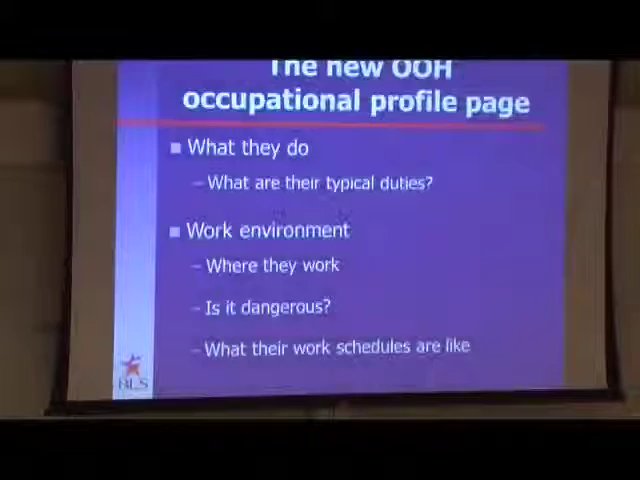 The new OOH
occupational profile page
What they do
– What are their typical duties?
Work environment
– Where they work
– Is it dangerous?
– What their work schedules are like
BLS